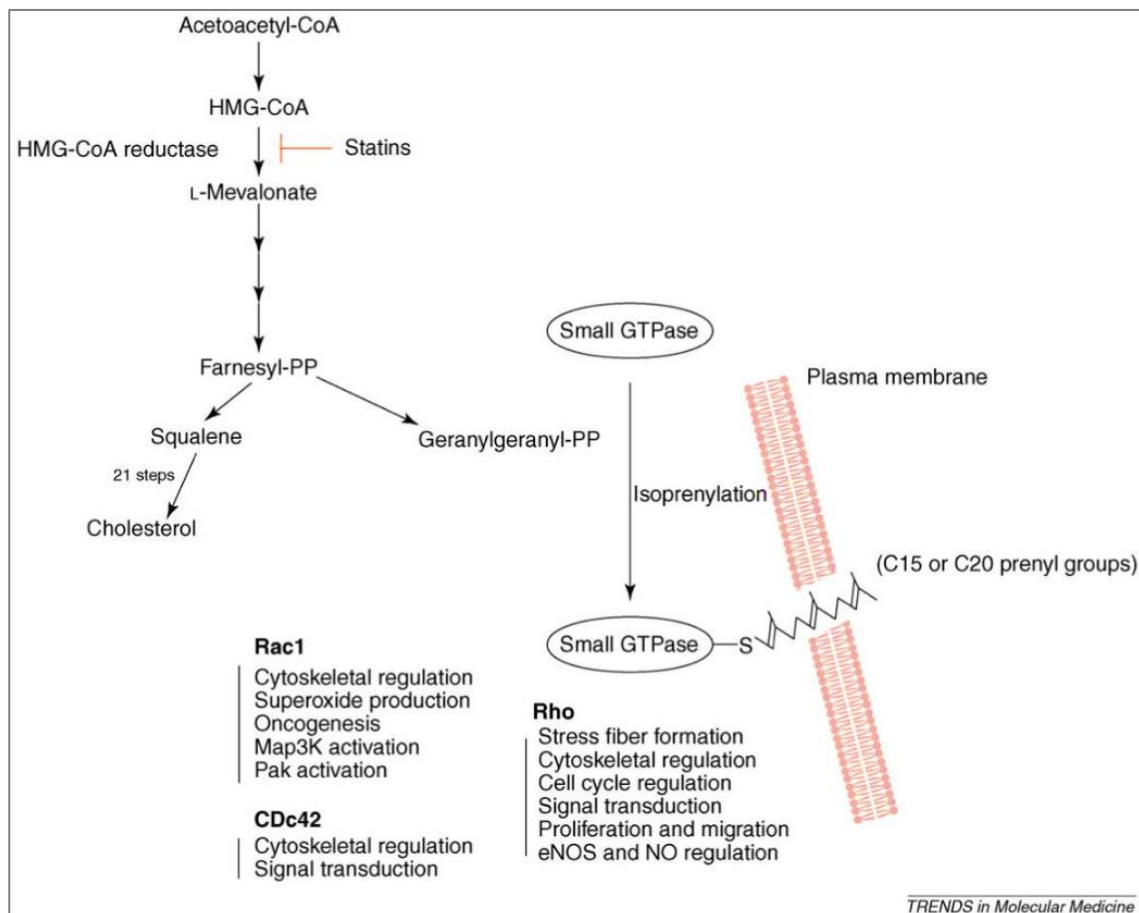 Acetoacetyl-CoA
HMG-CoA
HMG-CoA reductase
Statins
L-Mevalonate
Small GTPase
Farnesyl-PP
Plasma membrane
Squalene
Geranylgeranyl-PP
21 steps
Isoprenylation
Cholesterol
(C15 or C20 prenyl groups)
Small GTPase
S
Rac1
Cytoskeletal regulation
Superoxide production
Oncogenesis
Map3K activation
Pak activation
CDc42
Cytoskeletal regulation
Signal transduction
Rho
Stress fiber formation
Cytoskeletal regulation
Cell cycle regulation
Signal transduction
Proliferation and migration
eNOS and NO regulation
TRENDS in Molecular Medicine